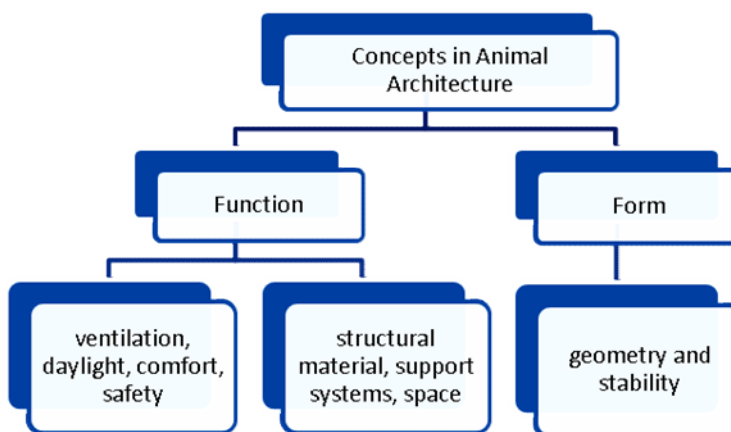 Concepts in Animal
Architecture
Function
Form
ventilation,
daylight, comfort,
safety
structural
material, support
systems, space
geometry and
stability